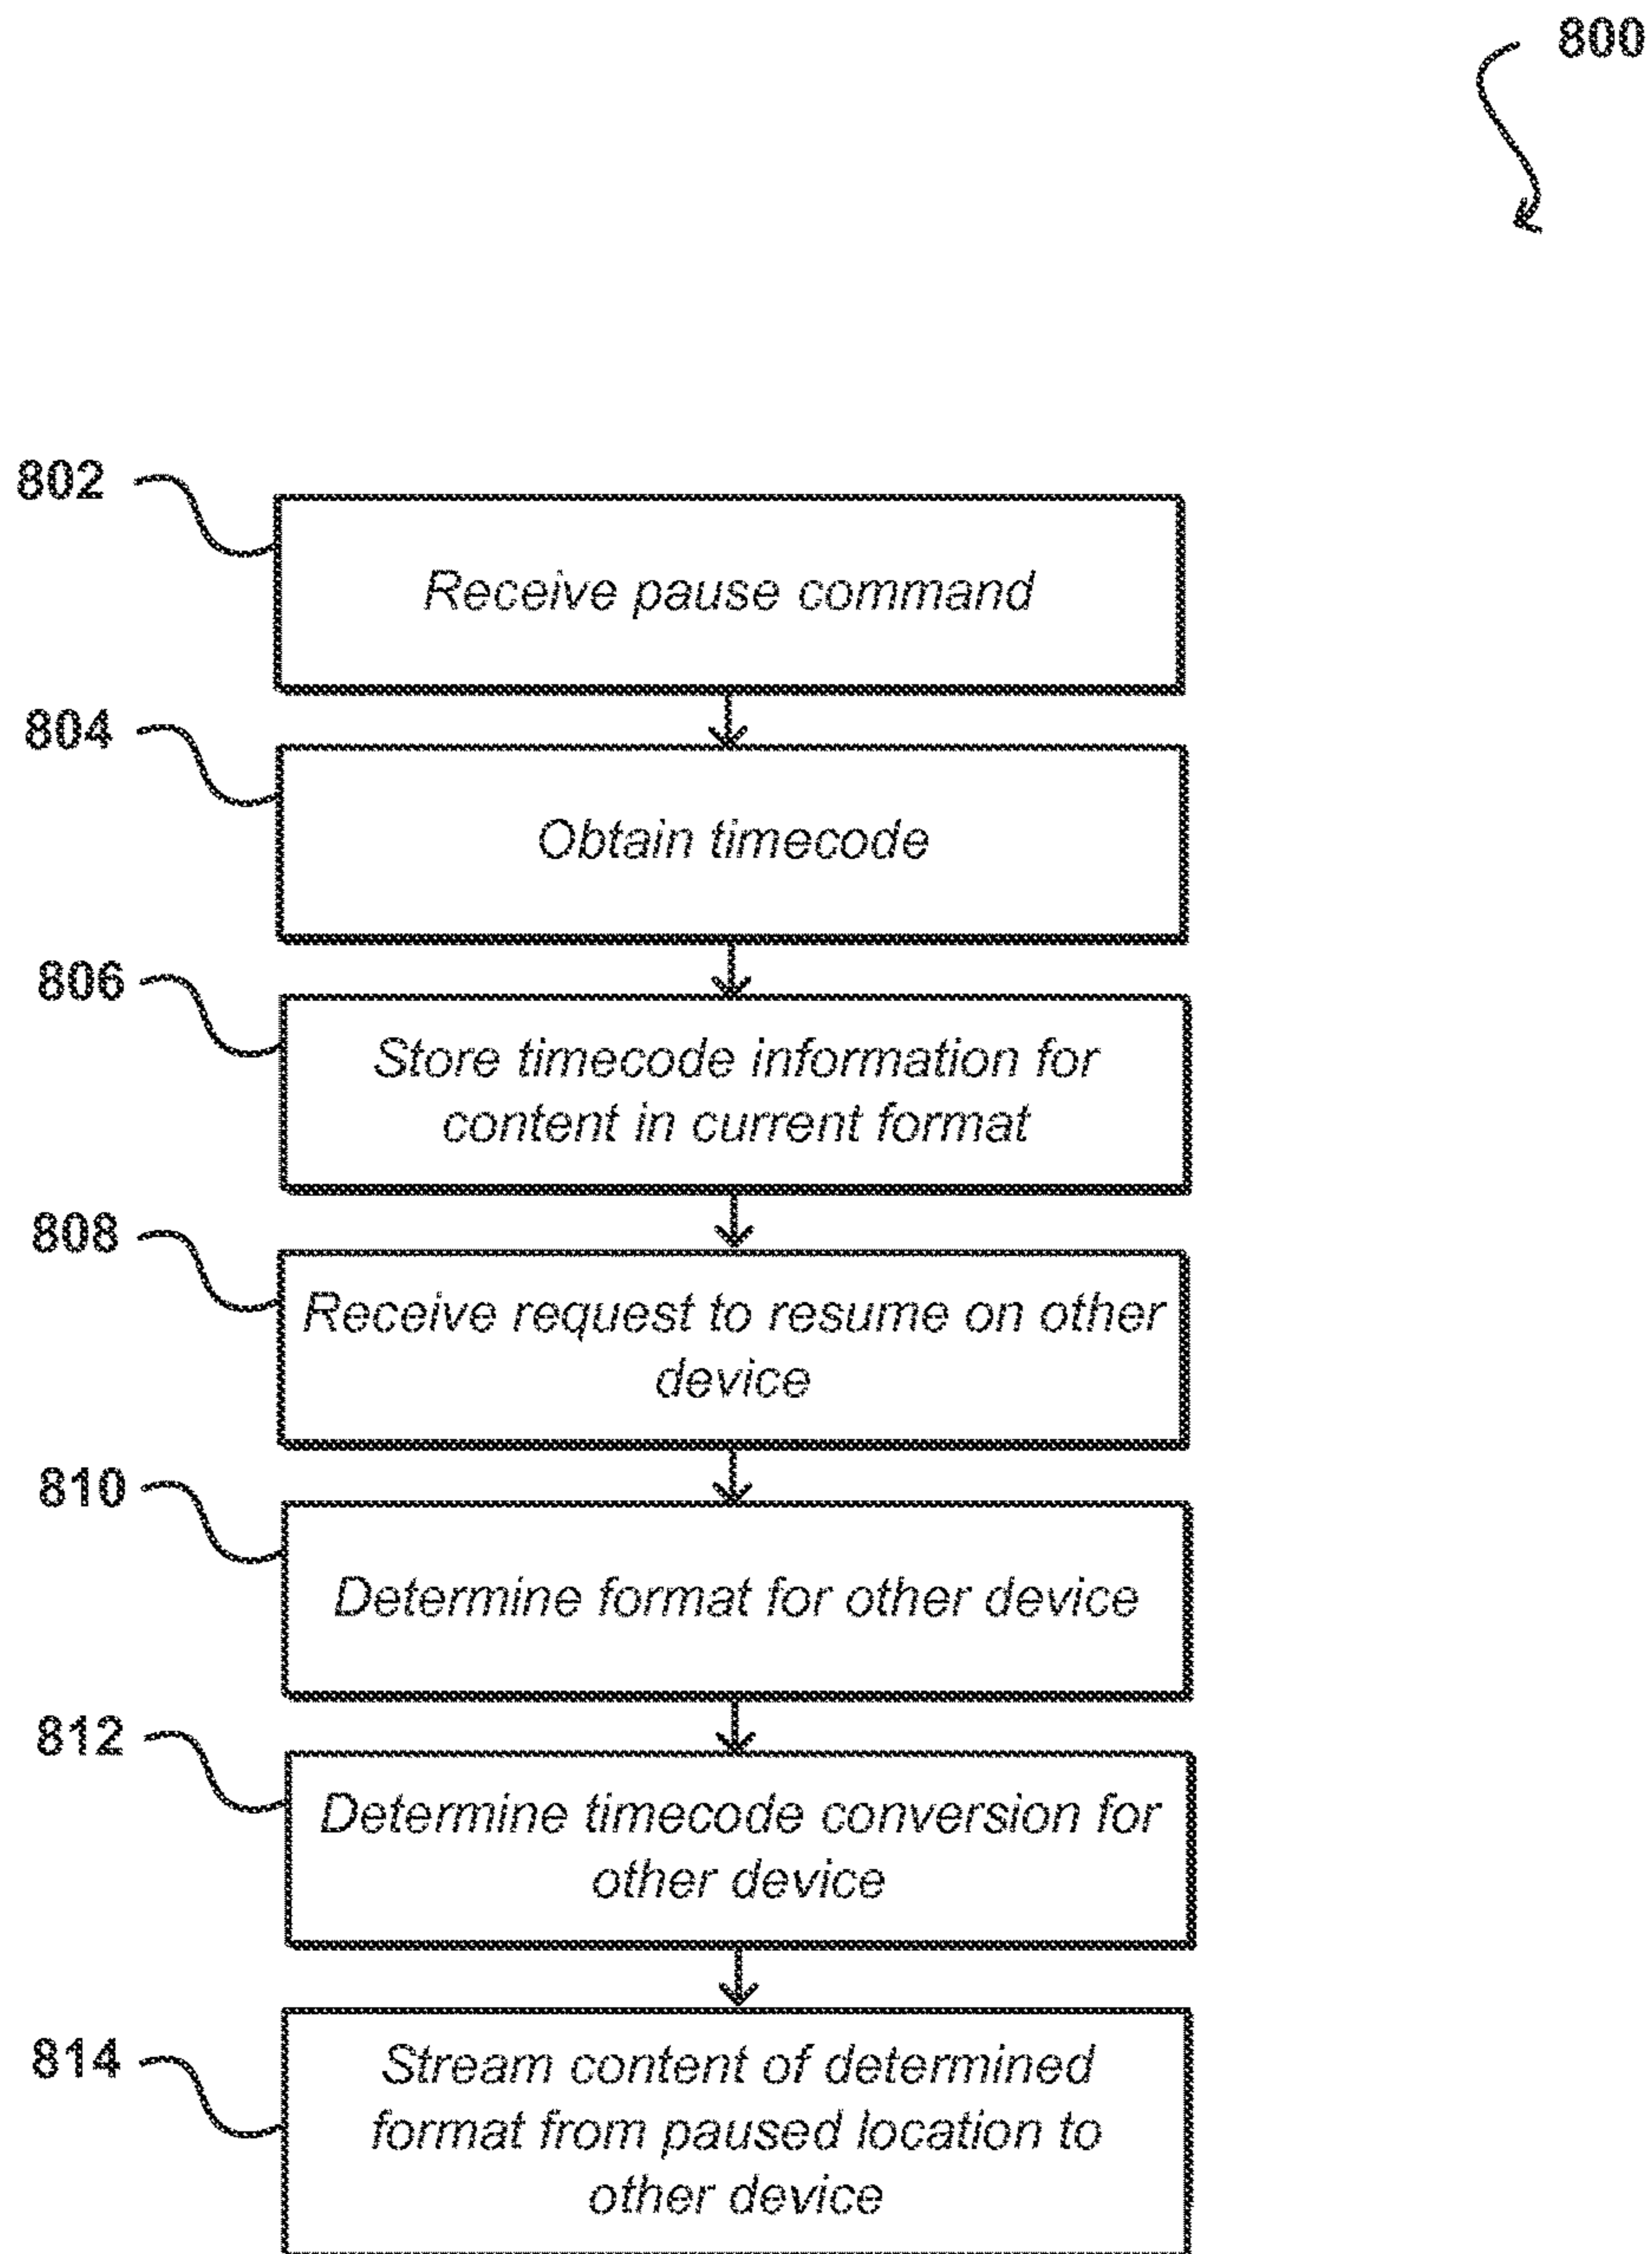 800
802
Receive pause command
804
Obtain timecode
806
Store timecode information for
content in current format
808
Receive request to resume on other
device
810
Determine format for other device
812
Determine timecode conversion for
other device
814
Stream content of determined
format from paused location to
other device